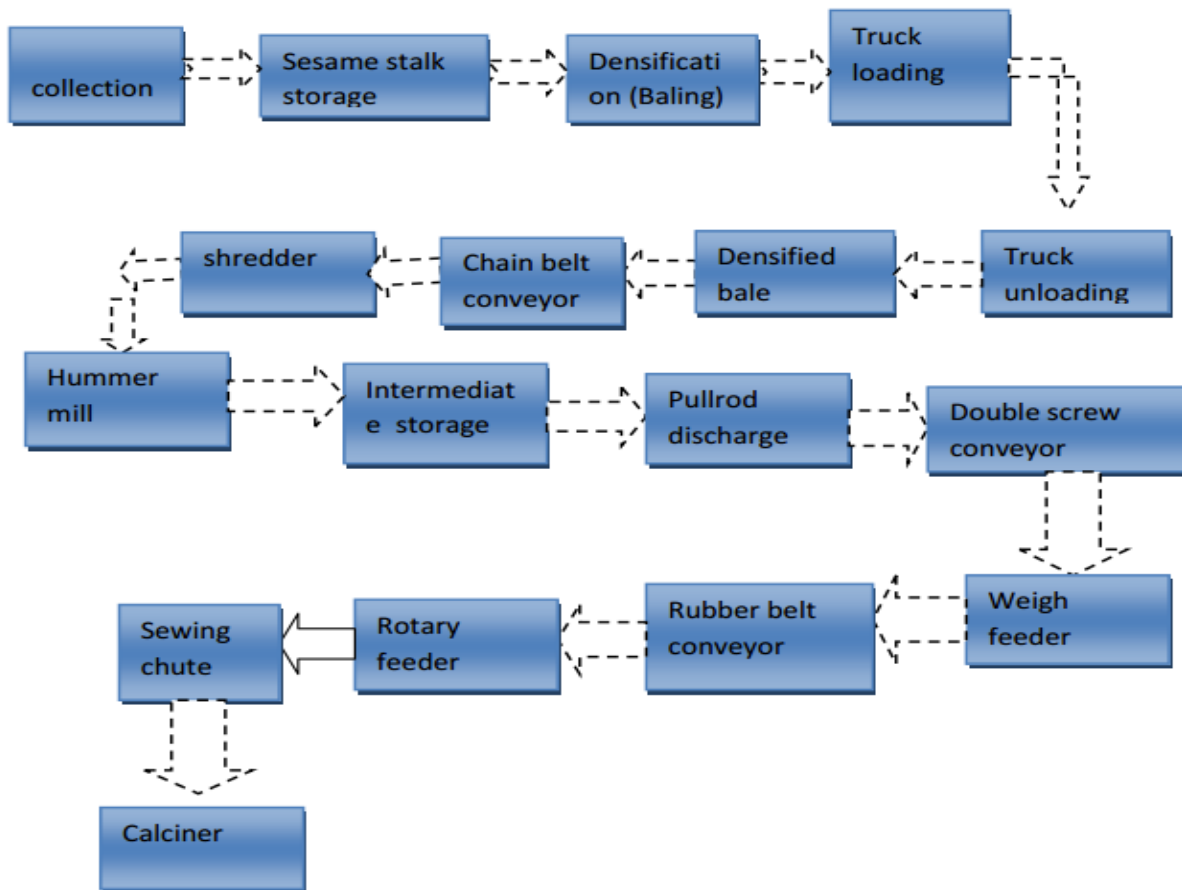 collection
Sesame stalk
storage
Densificati
on (Baling)
Truck
loading
Truck
unloading
Densified
bale
Chain belt
conveyor
shredder
Hummer
mill
Intermediat
e storage
Pullrod
discharge
Double screw
conveyor
Weigh
feeder
Rubber belt
conveyor
Rotary
feeder
Sewing
chute
Calciner